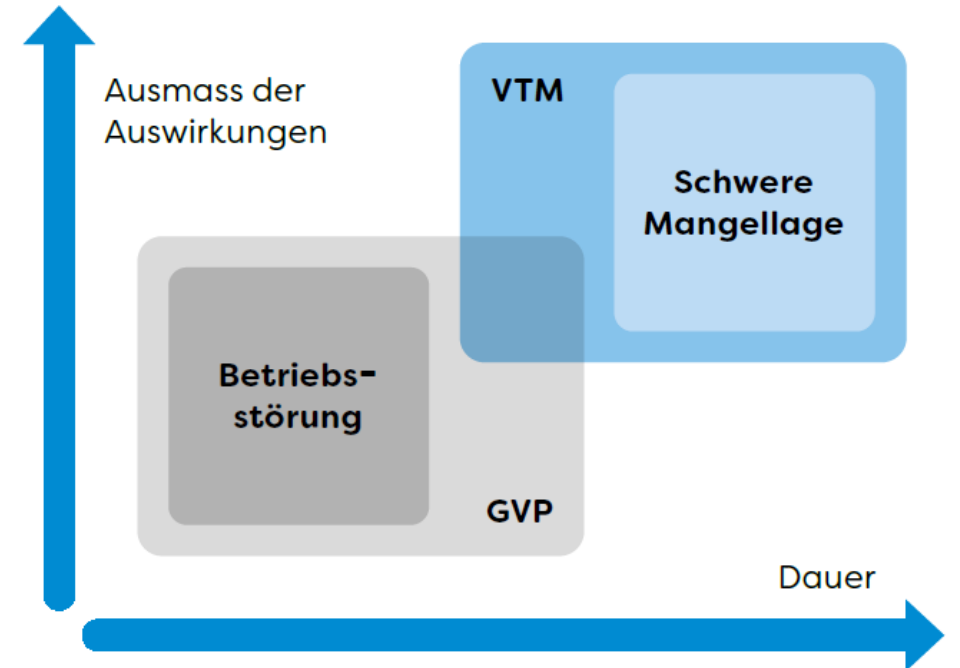 Ausmass der
Auswirkungen
VTM
Schwere
Mangellage
Betriebs-
störung
GVP
Dauer